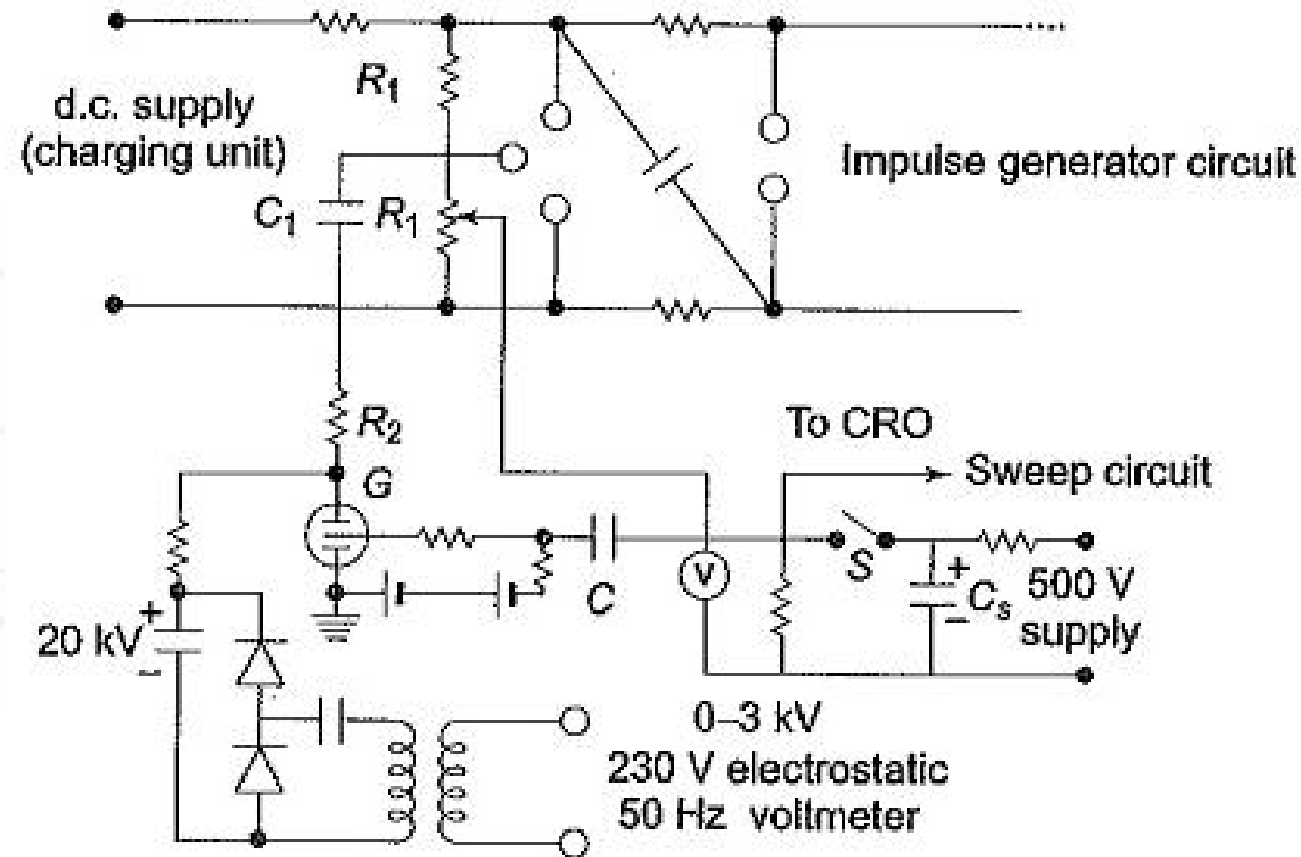 R1
d.c. supply
(charging unit)
Impulse generator circuit
C1
R1
R2
To CRO
G
Sweep circuit
S
V
+
500 V
20 kV
+
C
Cs
–
supply
–
0–3 kV
230 V electrostatic
50 Hz voltmeter